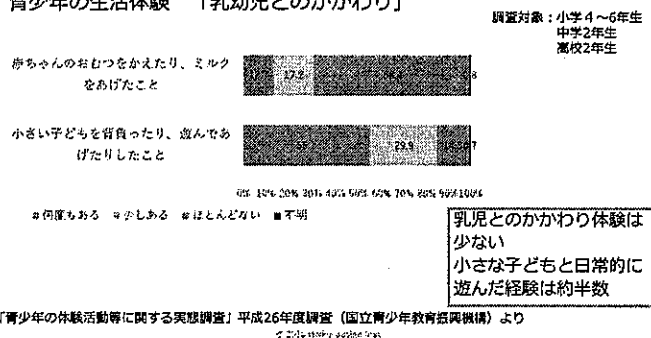 青少年の生活体験 「乳幼児とのかかわり」
調査対象：小学4～6年生
中学2年生
高校2年生
赤ちゃんのおむつをかえたり、ミルク
をあげたこと
17.2
小さい子どもを背負ったり、遊んであ
げたりしたこと
29.9
0% 10% 20% 30% 40% 50% 60% 70% 80% 90% 100%
何度もある 少しある ほとんどない 不明
乳児とのかかわり体験は
少ない
小さな子どもと日常的に
遊んだ経験は約半数
「青少年の体験活動等に関する実態調査」平成26年度調査（国立青少年教育振興機構）より